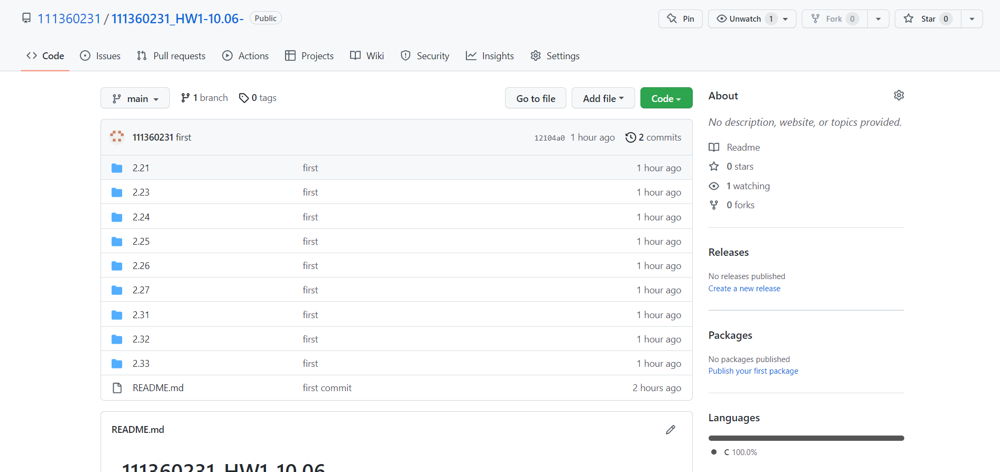 111360231 / 111360231_HW1-10.06- Public
Pin Unwatch 1 Fork 0 Star 0
Code Issues Pull requests Actions Projects Wiki Security Insights Settings
main 1 branch 0 tags Go to file Add file Code
111360231 first 12104a0 1 hour ago 2 commits
2.21 first 1 hour ago
2.23 first 1 hour ago
2.24 first 1 hour ago
2.25 first 1 hour ago
2.26 first 1 hour ago
2.27 first 1 hour ago
2.31 first 1 hour ago
2.32 first 1 hour ago
2.33 first 1 hour ago
README.md first commit 2 hours ago
README.md
111360231_HW1-10.06
About
No description, website, or topics provided.
Readme
0 stars
1 watching
0 forks
Releases
No releases published
Create a new release
Packages
No packages published
Publish your first package
Languages
C 100.0%